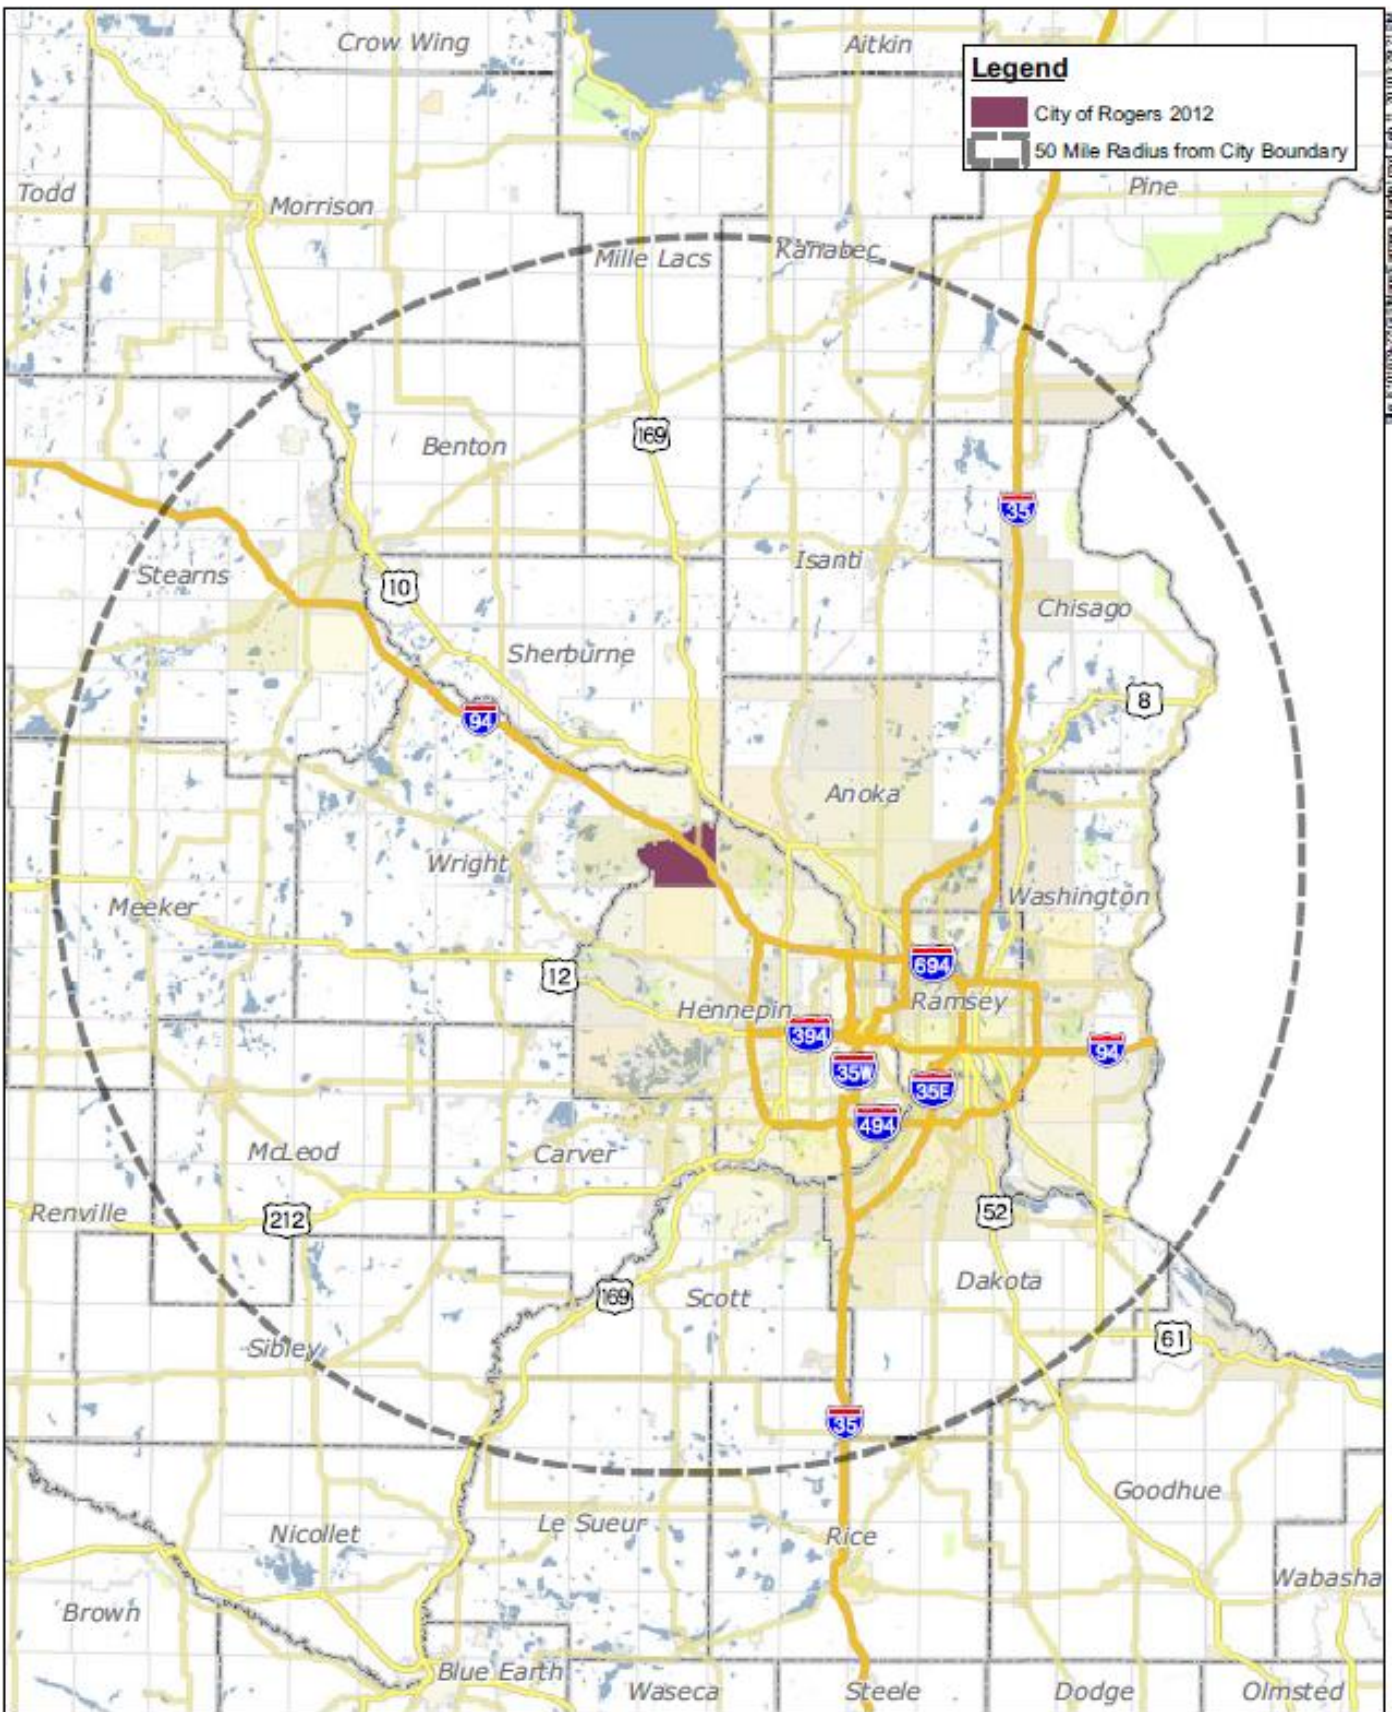 Crow Wing
Aitkin
Legend
City of Rogers 2012
50 Mile Radius from City Boundary
Todd
Morrison
Pine
Mille Lacs
Kanabec
Benton
169
35
Stearns
10
Isanti
Chisago
Sherburne
94
8
Anoka
Wright
Meeker
Washington
12
694
Hennepin
Ramsey
394
94
35W
35E
494
McLeod
Carver
Renville
212
52
169
Scott
Dakota
Sibley
61
35
Goodhue
Nicollet
Le Sueur
Rice
Wabasha
Brown
Blue Earth
Waseca
Steele
Dodge
Olmsted